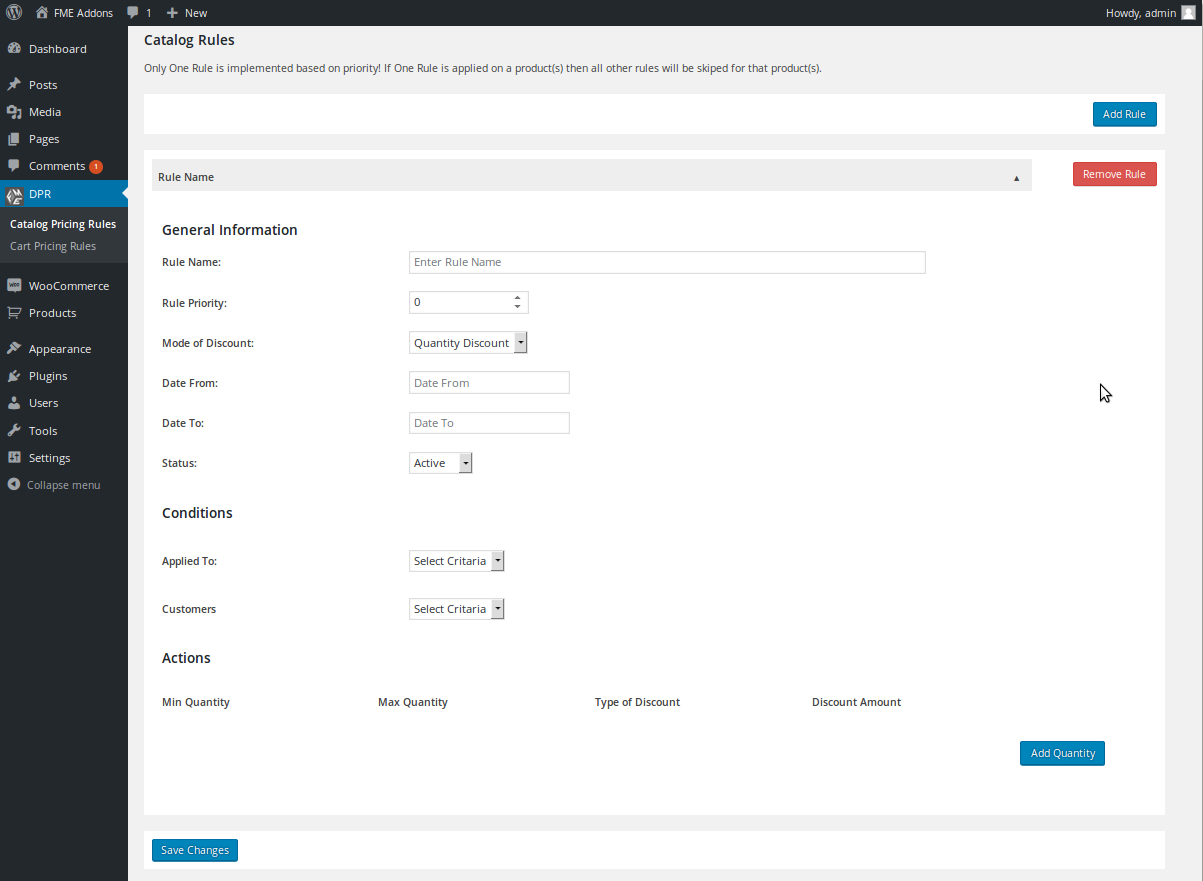 FME Addons 1 New Howdy, admin
Dashboard
Posts
Media
Pages
Comments 1
DPR
Catalog Pricing Rules
Cart Pricing Rules
WooCommerce
Products
Appearance
Plugins
Users
Tools
Settings
Collapse menu
Catalog Rules
Only One Rule is implemented based on priority! If One Rule is applied on a product(s) then all other rules will be skiped for that product(s).
Add Rule
Rule Name
Remove Rule
General Information
Rule Name: Enter Rule Name
Rule Priority: 0
Mode of Discount: Quantity Discount
Date From: Date From
Date To: Date To
Status: Active
Conditions
Applied To: Select Critaria
Customers Select Critaria
Actions
Min Quantity Max Quantity Type of Discount Discount Amount
Add Quantity
Save Changes